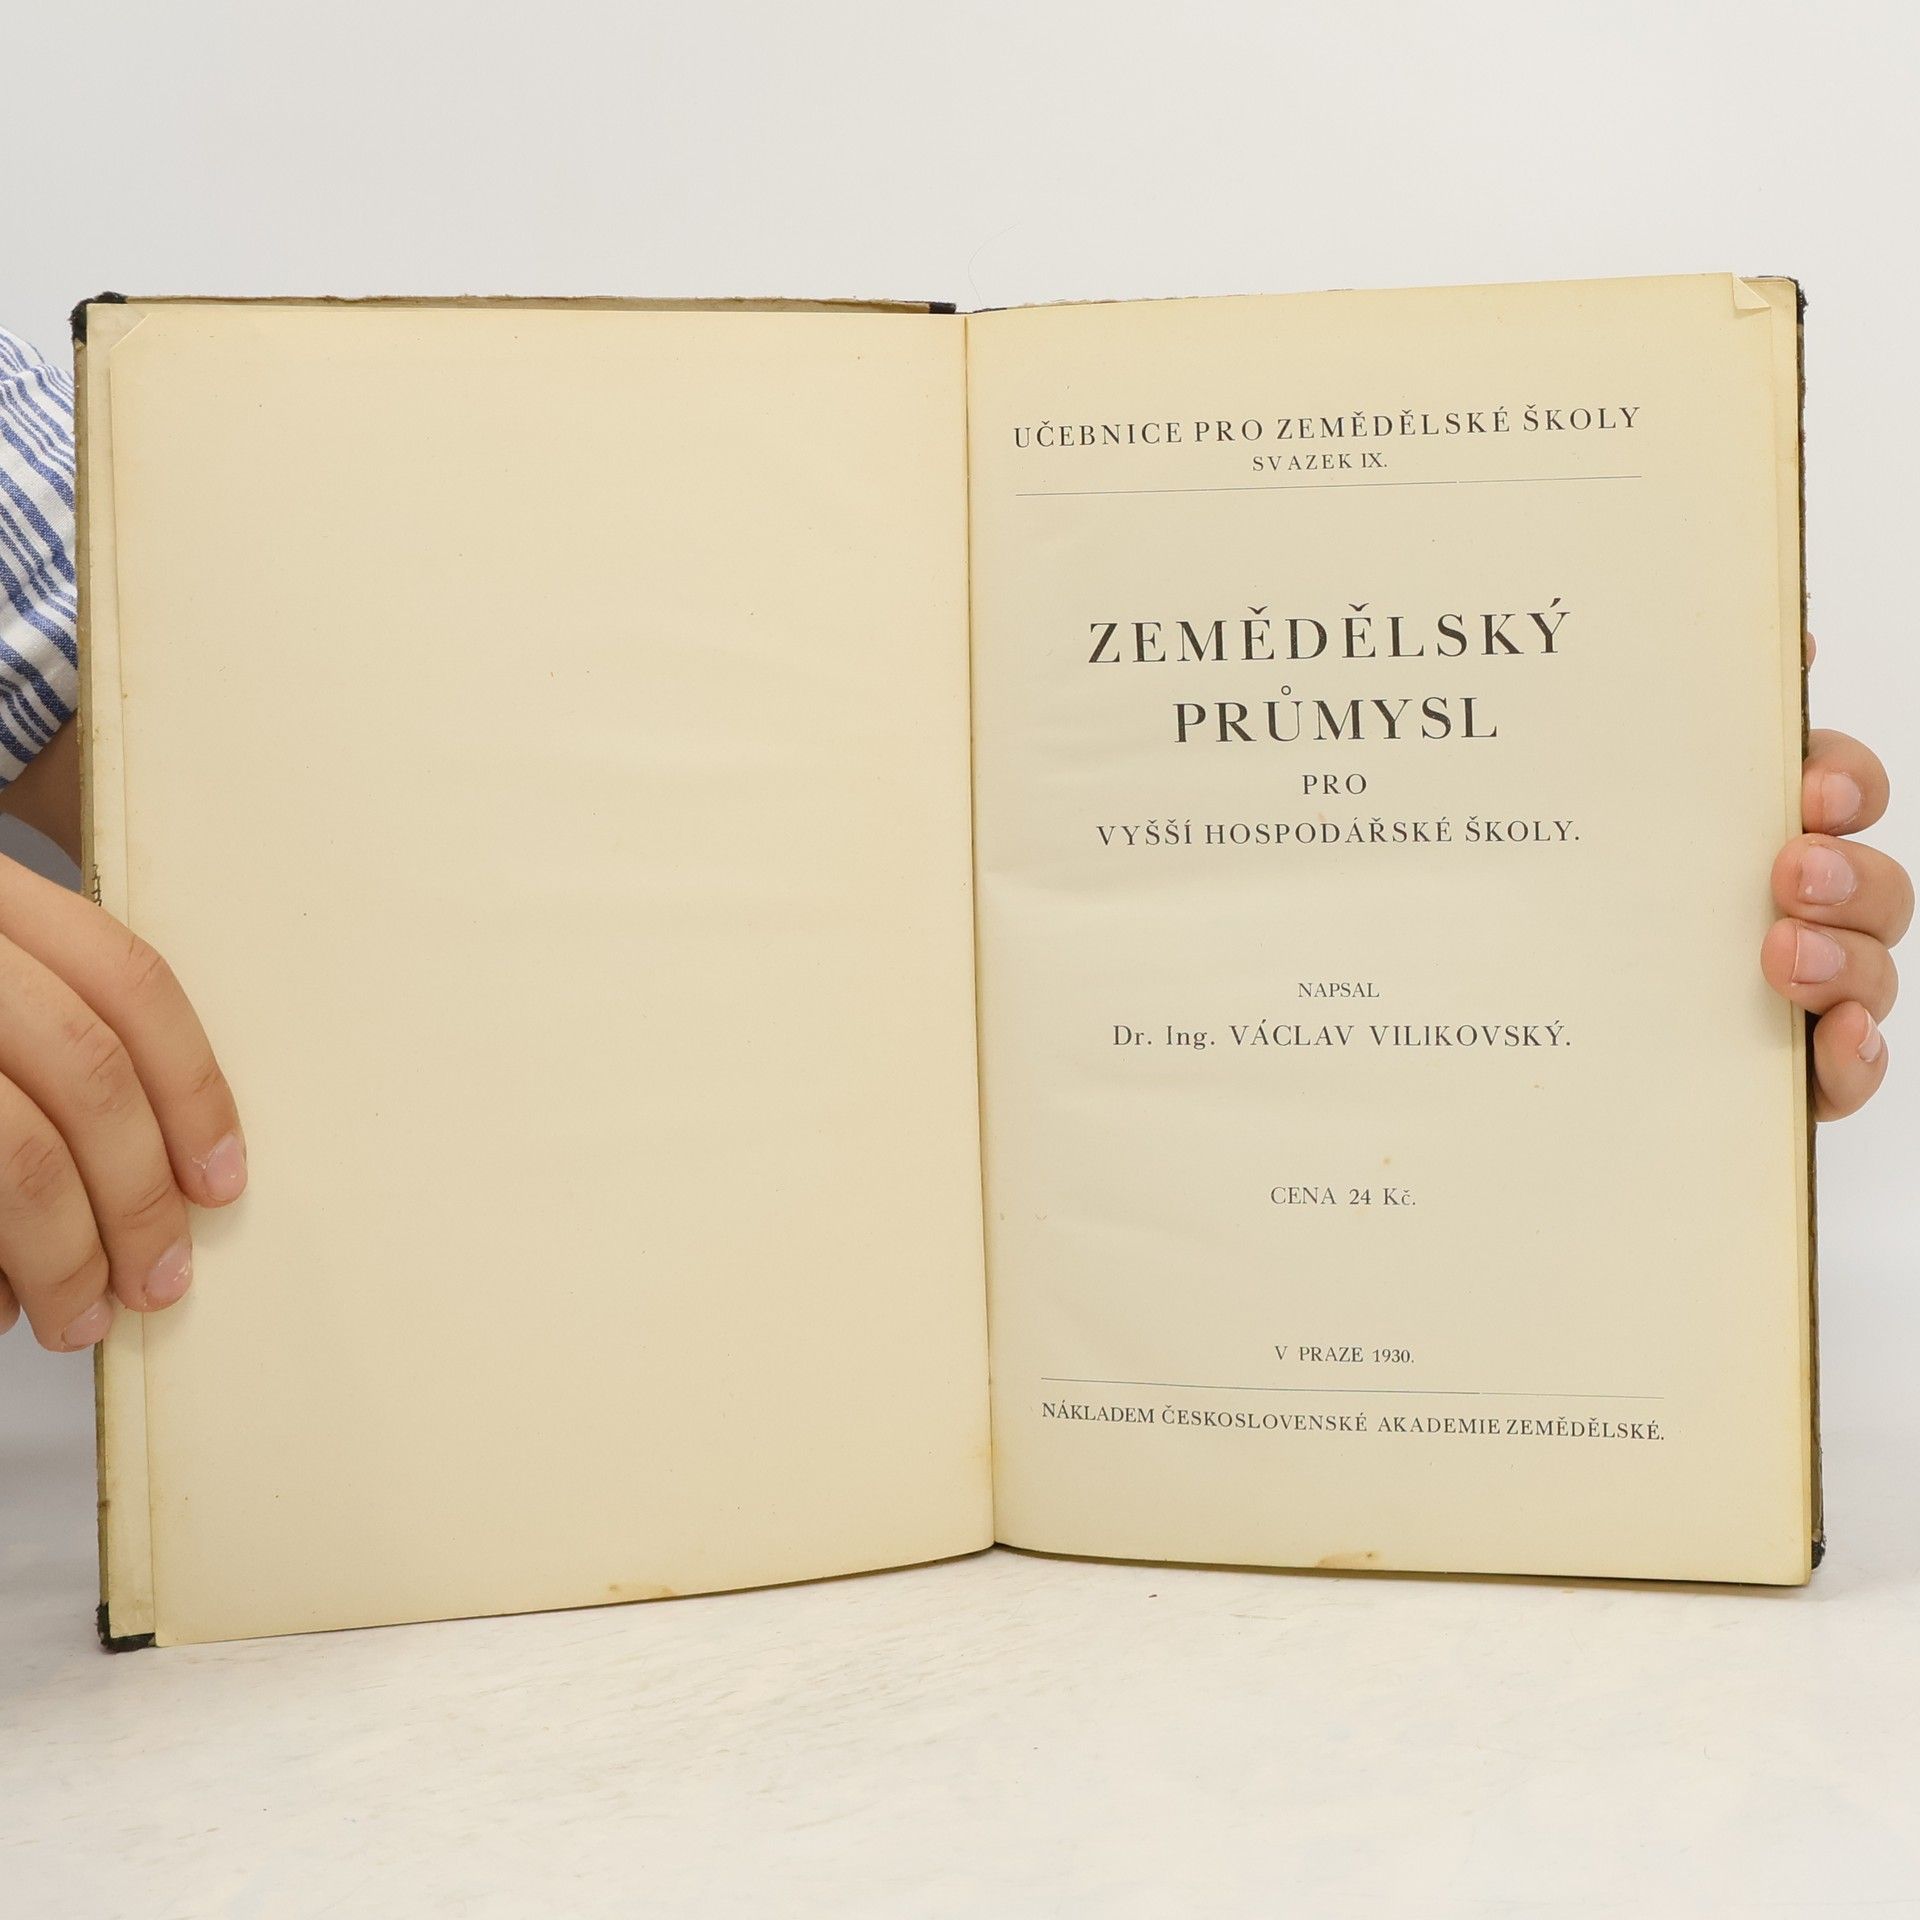 UČEBNICE PRO ZEMĚDĚLSKÉ ŠKOLY
SVAZEK IX.
ZEMĚDĚLSKÝ
PRŮMYSL
PRO
VYŠŠÍ HOSPODÁŘSKÉ ŠKOLY.
NAPSAL
Dr. Ing. VÁCLAV VILIKOVSKÝ.
CENA 24 Kč.
V PRAZE 1930.
NÁKLADEM ČESKOSLOVENSKÉ AKADEMIE ZEMĚDĚLSKÉ.